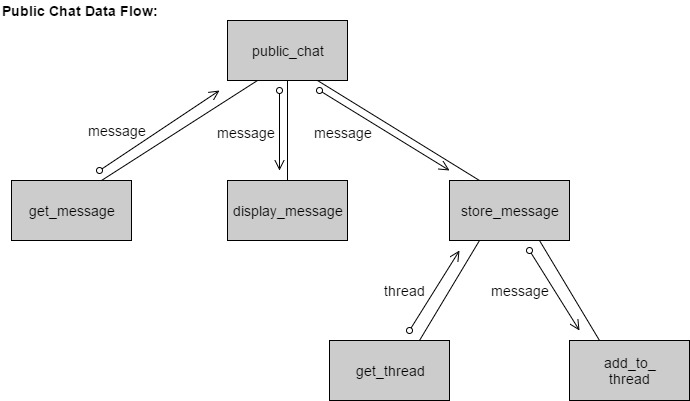 Public Chat Data Flow:
public_chat
message
message
message
get_message
display_message
store_message
thread
message
get_thread
add_to_
thread